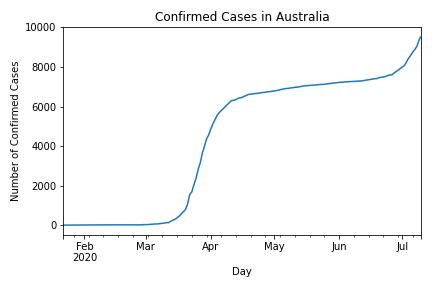 Confirmed Cases in Australia
Number of Confirmed Cases
10000
8000
6000
4000
2000
0
Feb Mar Apr May Jun Jul
2020
Day